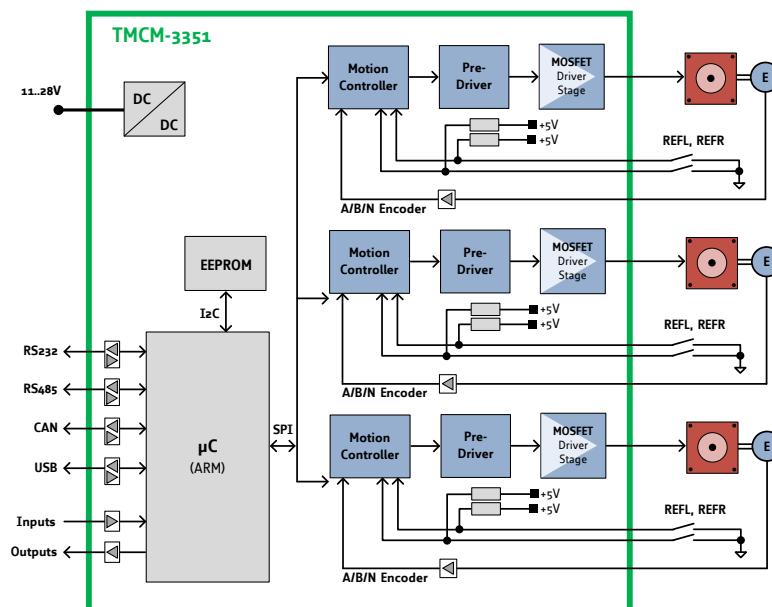 TMCM-3351
11..28V
DC
DC
Motion
Controller
Pre-
Driver
MOSFET
Driver
Stage
E
+5V
+5V
REFL, REFR
A/B/N Encoder
EEPROM
I2C
Motion
Controller
Pre-
Driver
MOSFET
Driver
Stage
E
+5V
+5V
REFL, REFR
A/B/N Encoder
RS232
RS485
CAN
USB
Inputs
Outputs
µC
(ARM)
SPI
Motion
Controller
Pre-
Driver
MOSFET
Driver
Stage
E
+5V
+5V
REFL, REFR
A/B/N Encoder